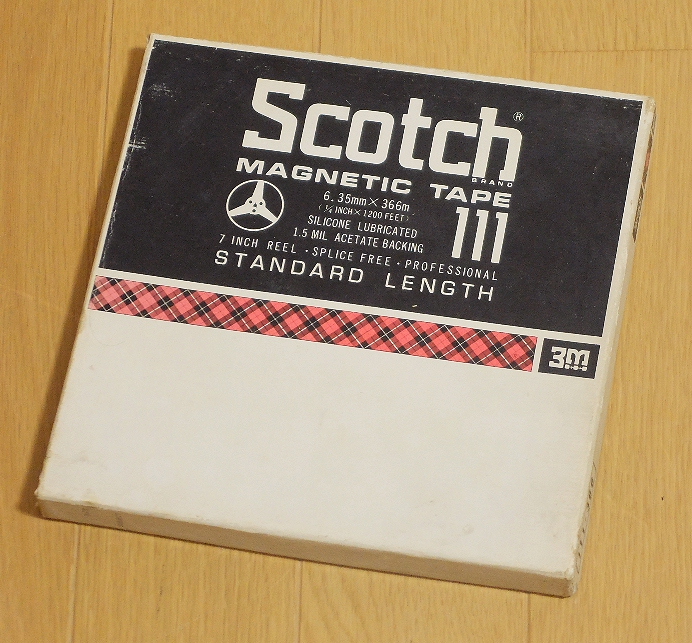 Scotch®
BRAND
MAGNETIC TAPE
6.35mm×366m
(¼ INCH×1200 FEET)
SILICONE LUBRICATED
1.5 MIL ACETATE BACKING
111
7 INCH REEL · SPLICE FREE · PROFESSIONAL
STANDARD LENGTH
3M